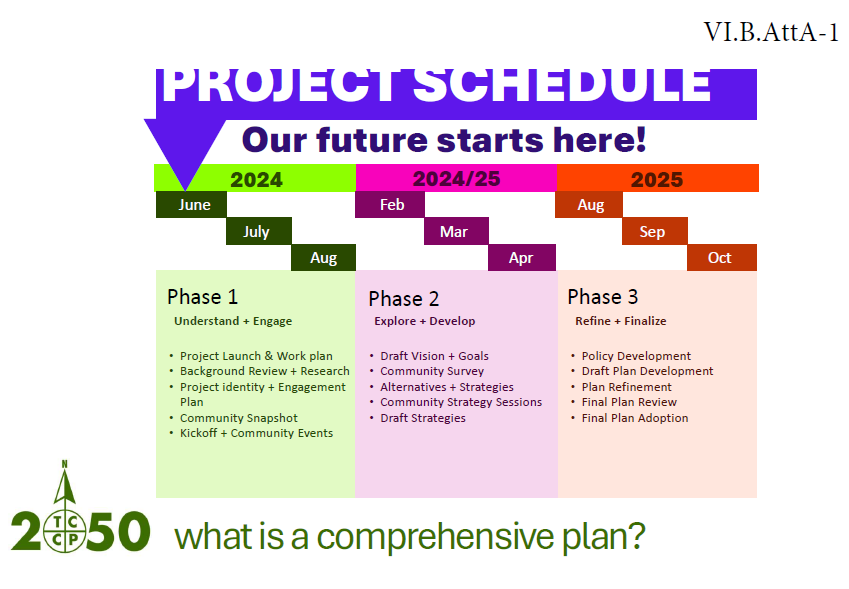 VI.B.AttA-1
PROJECT SCHEDULE
Our future starts here!
2024
2024/25
2025
June
July
Aug
Feb
Mar
Apr
Aug
Sep
Oct
Phase 1
Understand + Engage
• Project Launch & Work plan
• Background Review + Research
• Project identity + Engagement
Plan
• Community Snapshot
• Kickoff + Community Events
Phase 2
Explore + Develop
• Draft Vision + Goals
• Community Survey
• Alternatives + Strategies
• Community Strategy Sessions
• Draft Strategies
Phase 3
Refine + Finalize
• Policy Development
• Draft Plan Development
• Plan Refinement
• Final Plan Review
• Final Plan Adoption
N
2 50
T C
C P
what is a comprehensive plan?